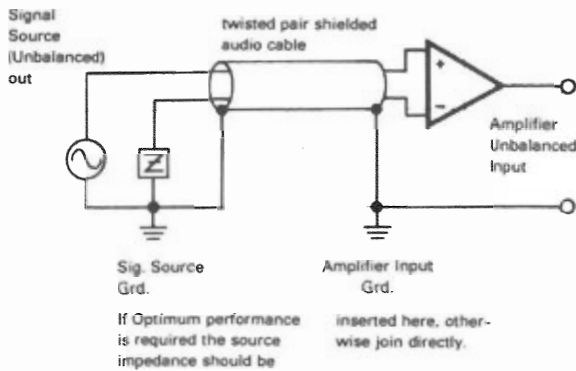 Signal
Source
(Unbalanced)
out
twisted pair shielded
audio cable
Z
+
−
Amplifier
Unbalanced
Input
Sig. Source
Grd.
Amplifier Input
Grd.
If Optimum performance
is required the source
impedance should be
inserted here, other-
wise join directly.